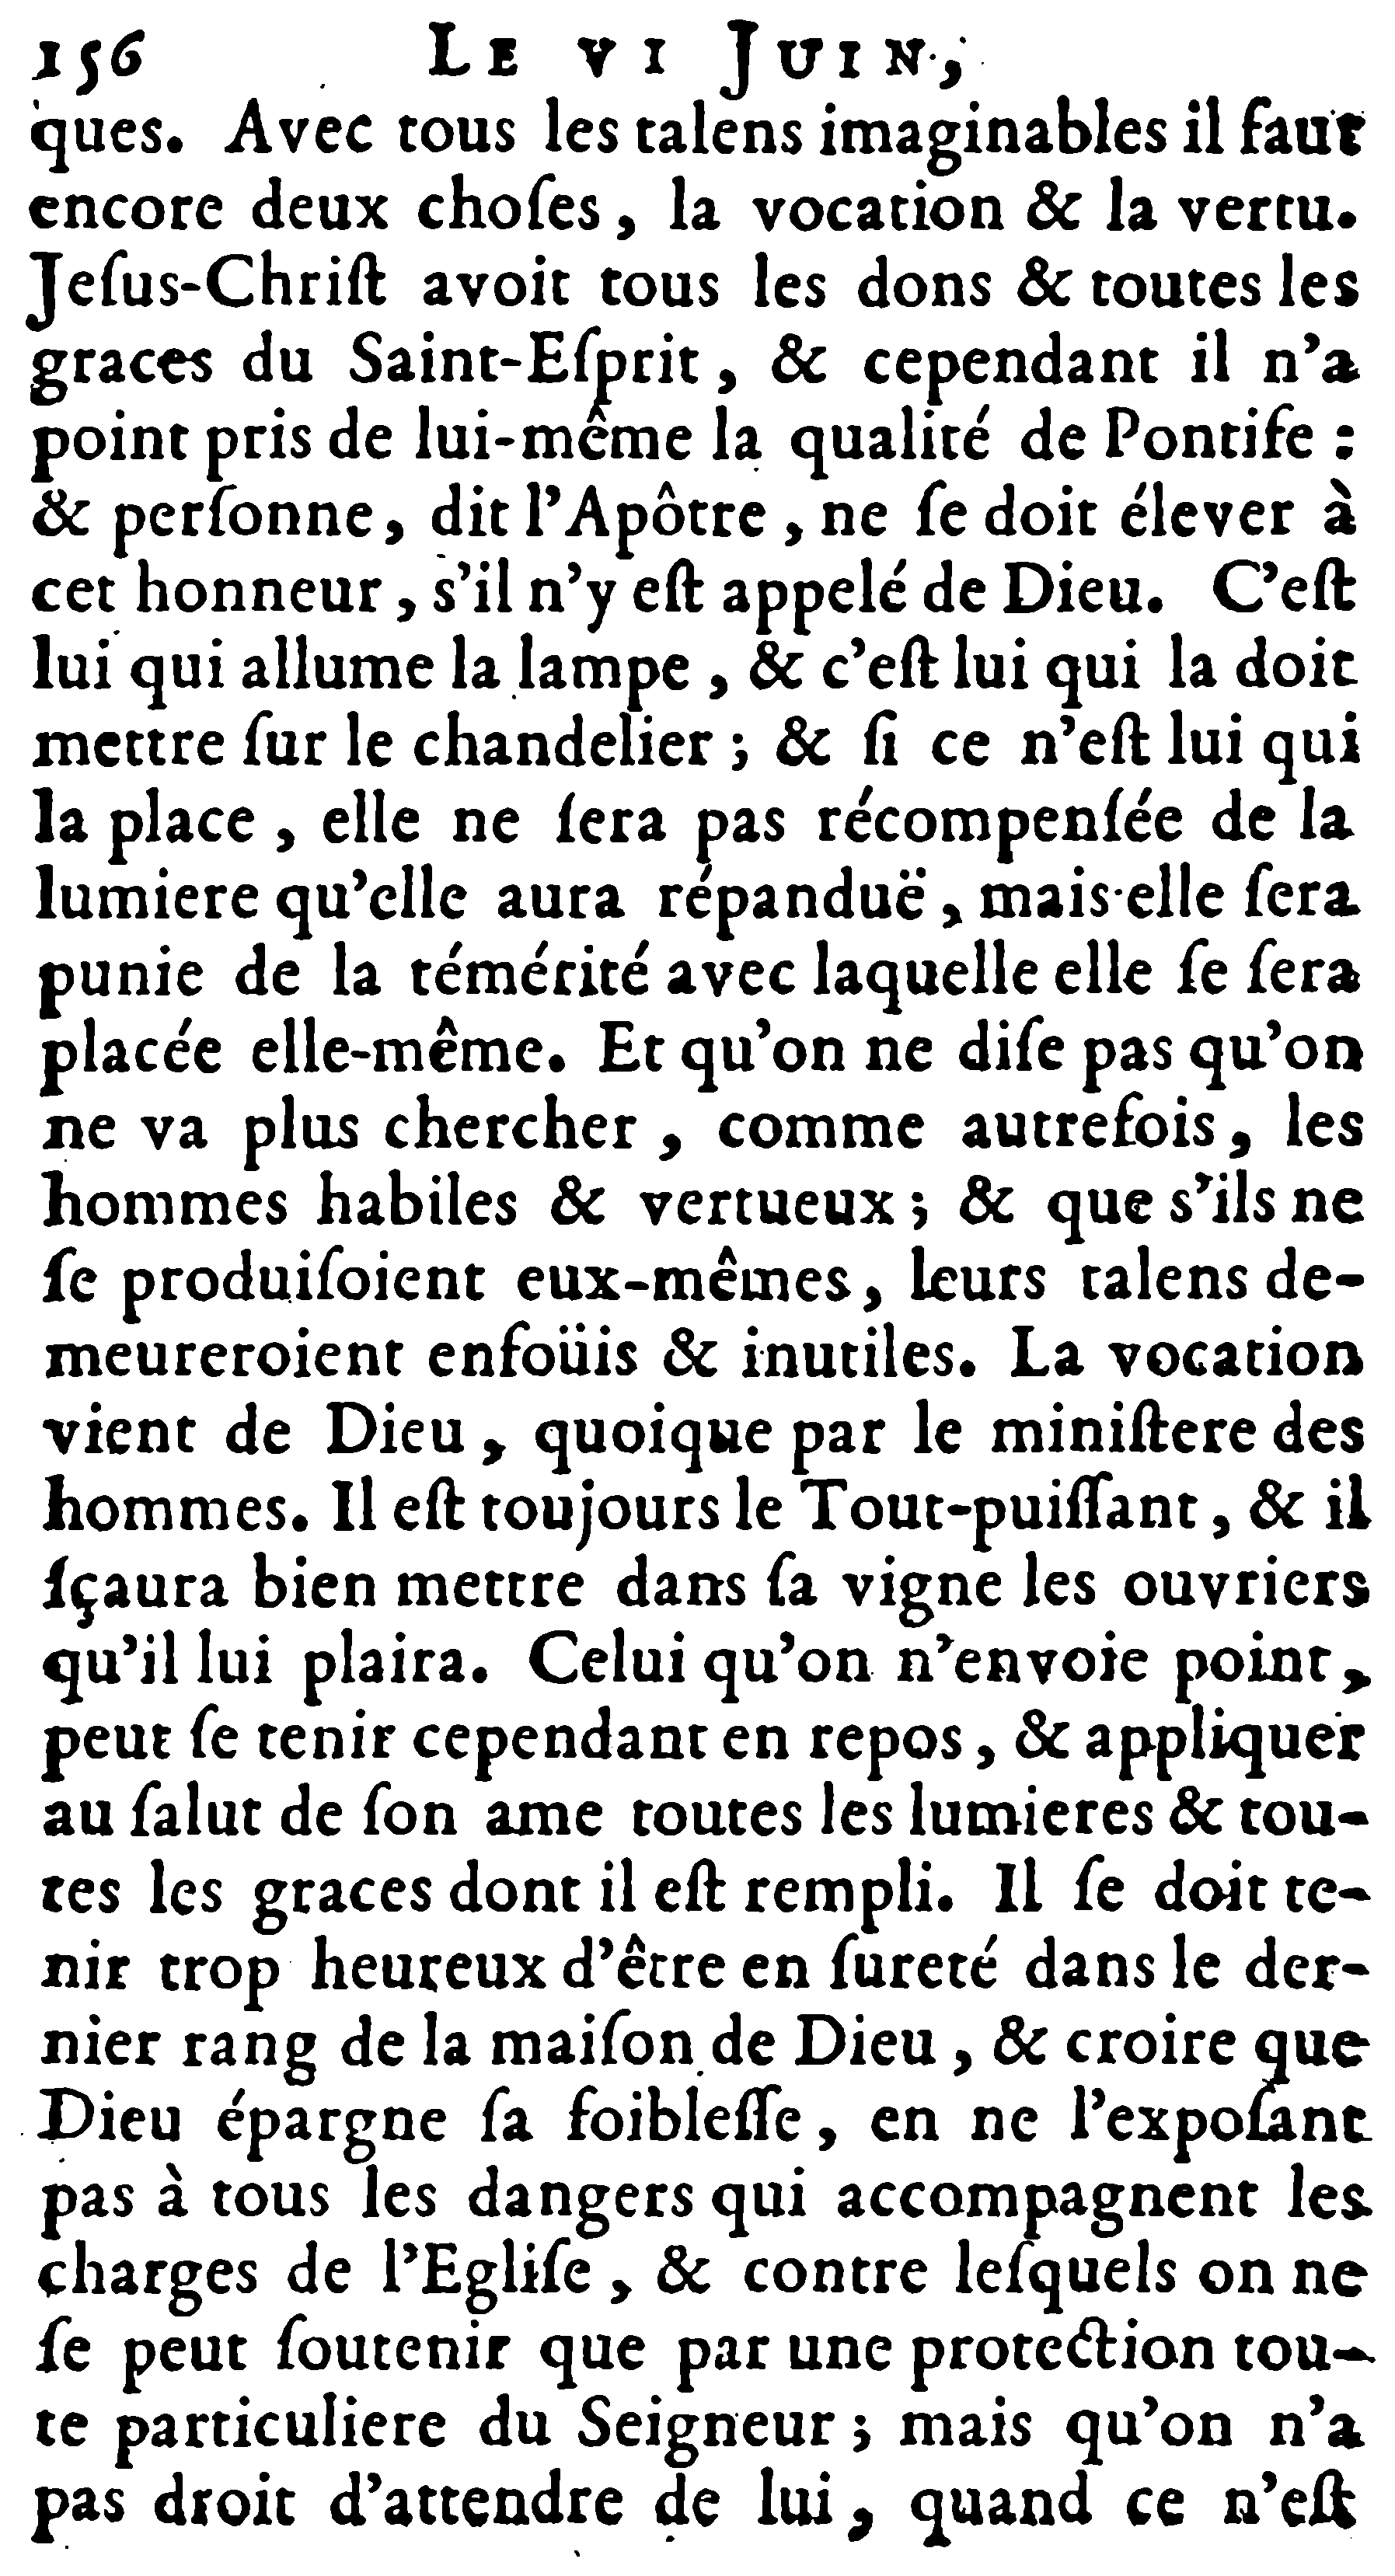 156 LE VI JUIN,
ques. Avec tous les talens imaginables il faut
encore deux choſes, la vocation & la vertu.
Jeſus-Chriſt avoit tous les dons & toutes les
graces du Saint-Eſprit, & cependant il n'a
point pris de lui-même la qualité de Pontife :
& perſonne, dit l'Apôtre, ne ſe doit élever à
cet honneur, s'il n'y eſt appelé de Dieu. C'eſt
lui qui allume la lampe, & c'eſt lui qui la doit
mettre ſur le chandelier ; & ſi ce n'eſt lui qui
la place, elle ne ſera pas récompenſée de la
lumiere qu'elle aura répanduë, mais elle ſera
punie de la témérité avec laquelle elle ſe ſera
placée elle-même. Et qu'on ne diſe pas qu'on
ne va plus chercher, comme autrefois, les
hommes habiles & vertueux ; & que s'ils ne
ſe produiſoient eux-mêmes, leurs talens de-
meureroient enfoüis & inutiles. La vocation
vient de Dieu, quoique par le miniſtere des
hommes. Il eſt toujours le Tout-puiſſant, & il
ſçaura bien mettre dans ſa vigne les ouvriers
qu'il lui plaira. Celui qu'on n'envoie point,
peut ſe tenir cependant en repos, & appliquer
au ſalut de ſon ame toutes les lumieres & tou-
tes les graces dont il eſt rempli. Il ſe doit te-
nir trop heureux d'être en ſureté dans le der-
nier rang de la maiſon de Dieu, & croire que
Dieu épargne ſa foibleſſe, en ne l'expoſant
pas à tous les dangers qui accompagnent les
charges de l'Egliſe, & contre leſquels on ne
ſe peut ſoutenir que par une protection tou-
te particuliere du Seigneur ; mais qu'on n'a
pas droit d'attendre de lui, quand ce n'eſt